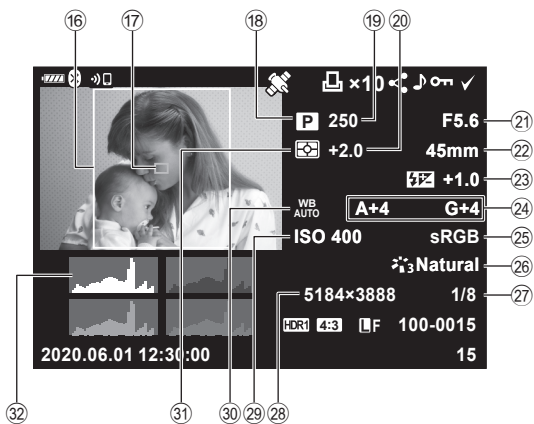 16 17 18 19 20
×10
P 250 F5.6 21
+2.0 45mm 22
+1.0 23
WB AUTO A+4 G+4 24
ISO 400 sRGB 25
3 Natural 26
5184×3888 1/8 27
HDR1 4:3 LF 100-0015
2020.06.01 12:30:00 15
32 31 30 29 28